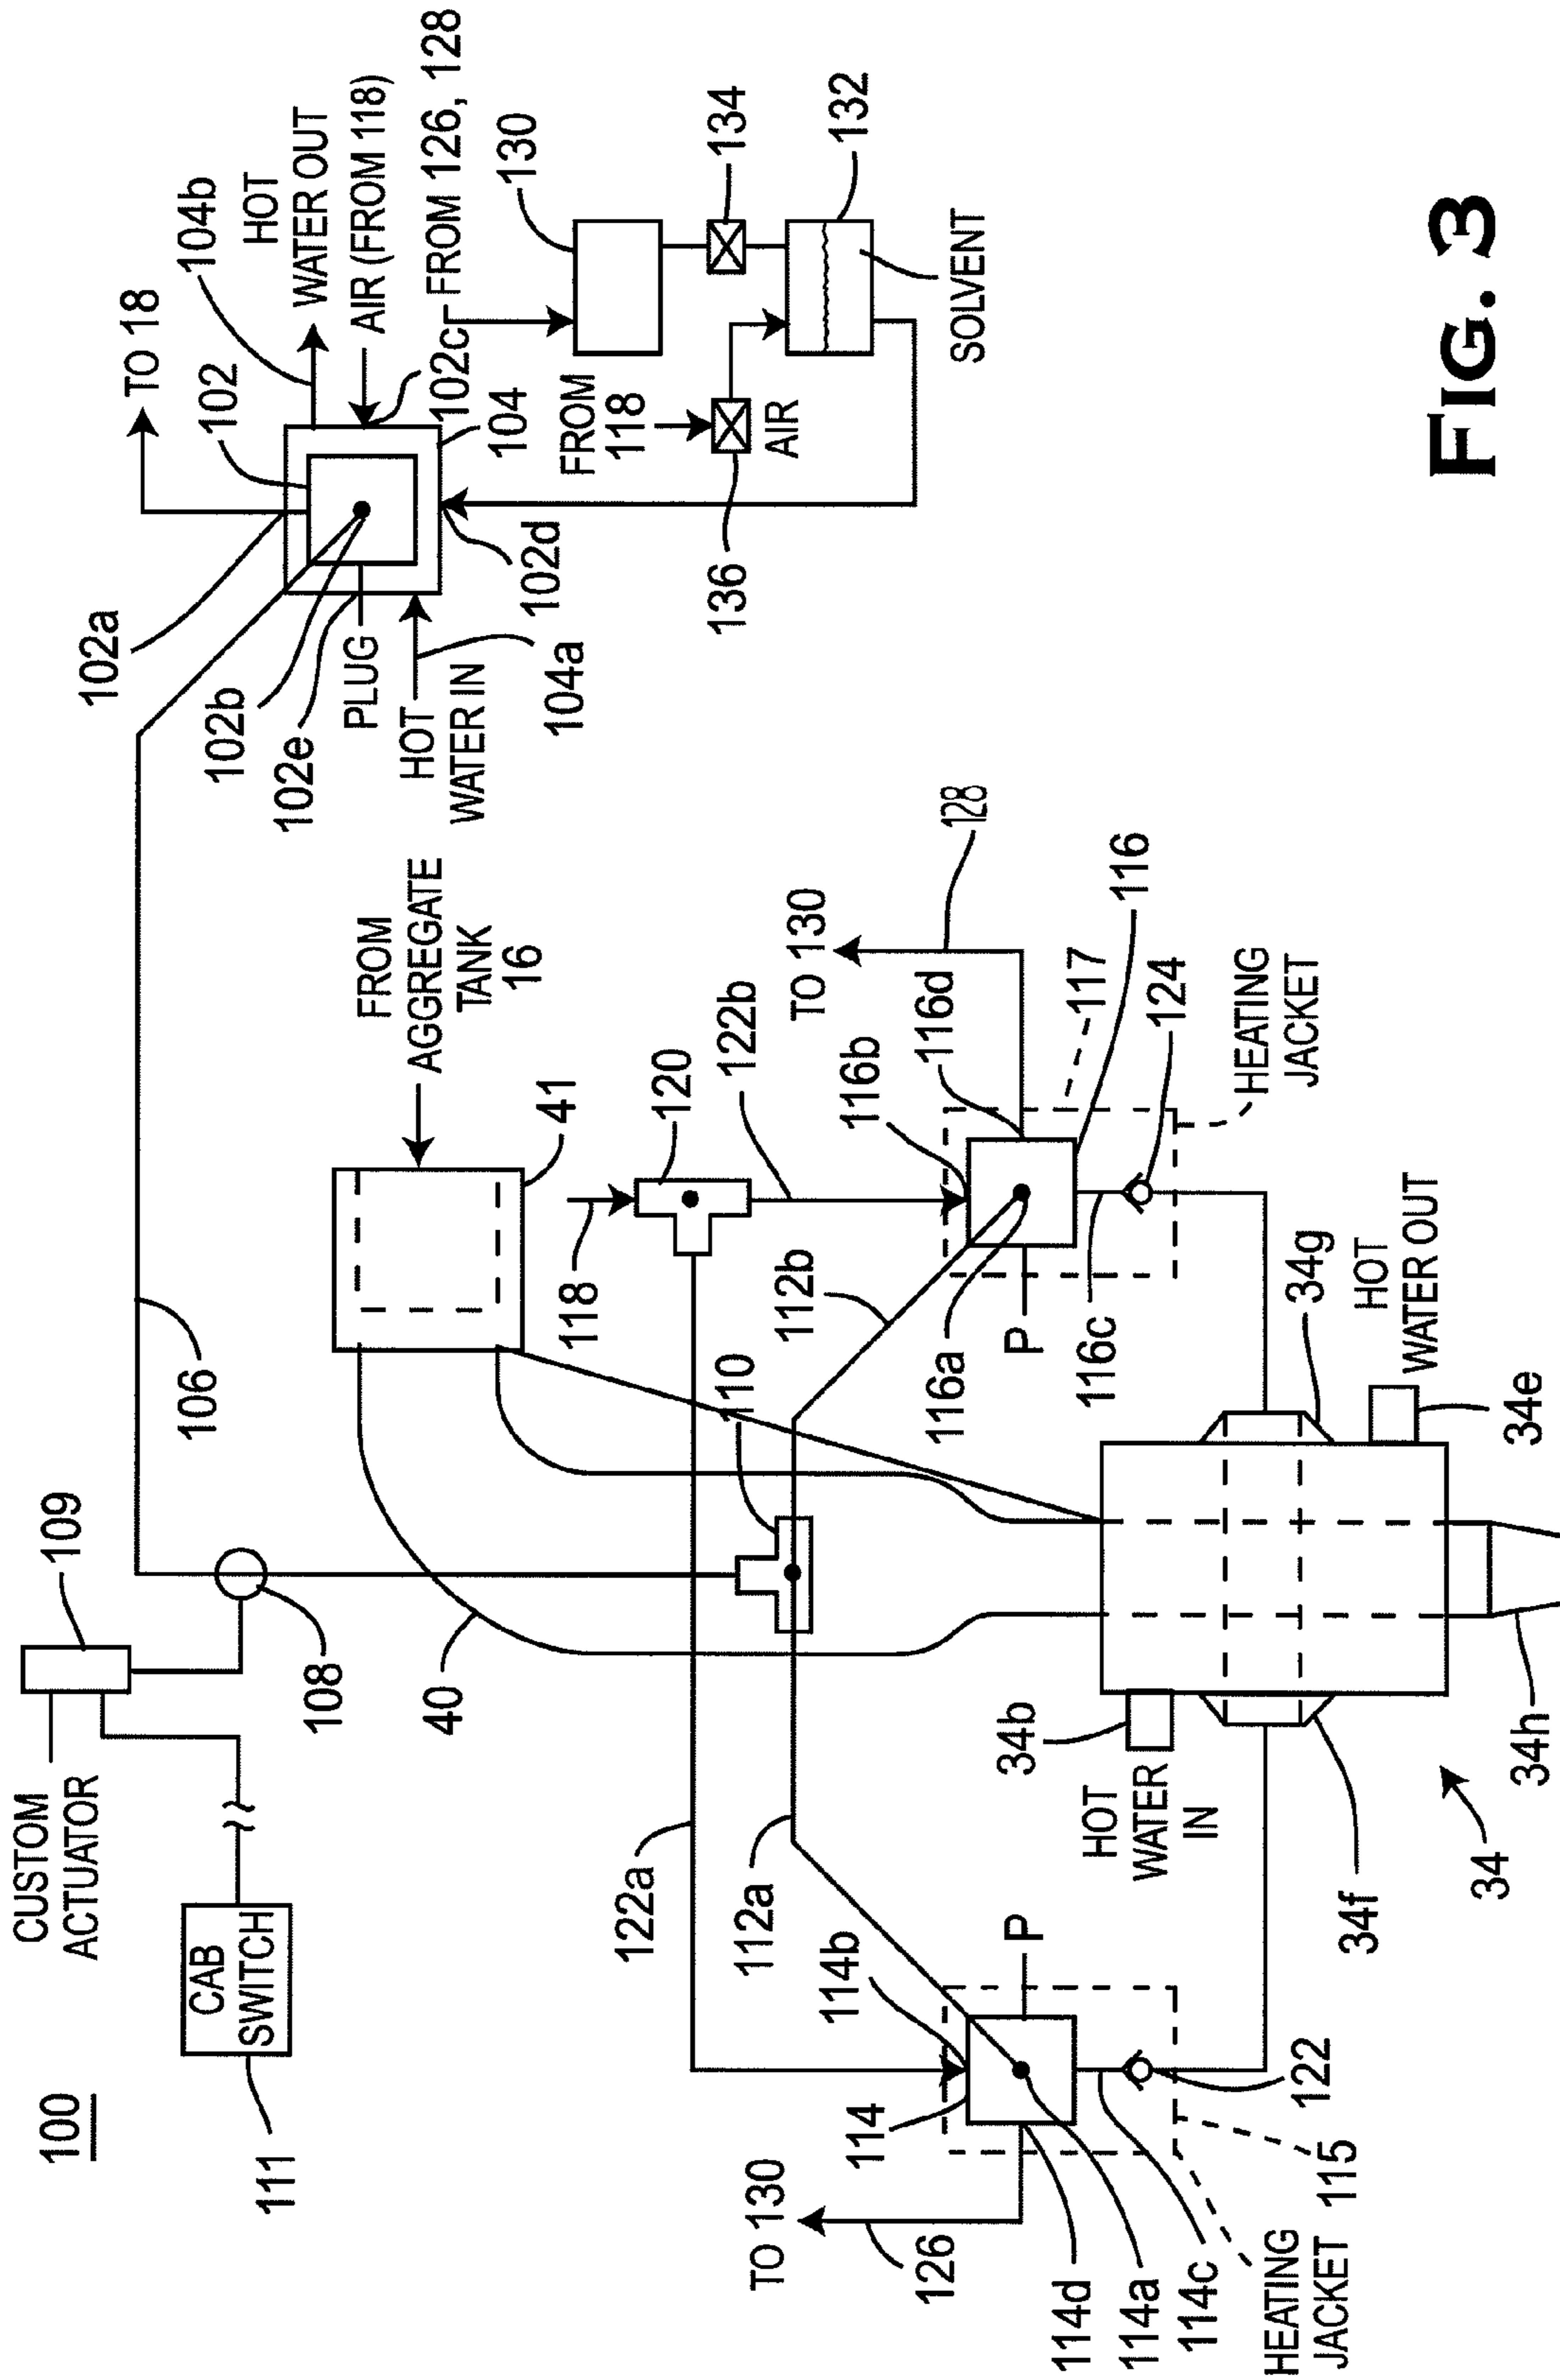 100
111
CAB
SWITCH
CUSTOM
ACTUATOR
109
108
106
40
FROM
AGGREGATE
TANK
16
41
102a
102b
102e
PLUG
HOT
WATER IN
104a
TO 18
102
104b
HOT
WATER OUT
AIR (FROM 118)
102c
FROM 126, 128
104
102d
130
134
132
FROM
118
AIR
136
SOLVENT
118
120
122b
110
122a
112a
112b
TO 130
126
114
114b
P
114d
114a
114c
HEATING
JACKET
115
122
TO 130
128
116b
116d
117
116
124
116a
P
116c
HEATING
JACKET
34b
HOT
WATER
IN
34f
34
34h
34g
HOT
WATER OUT
34e
FIG. 3